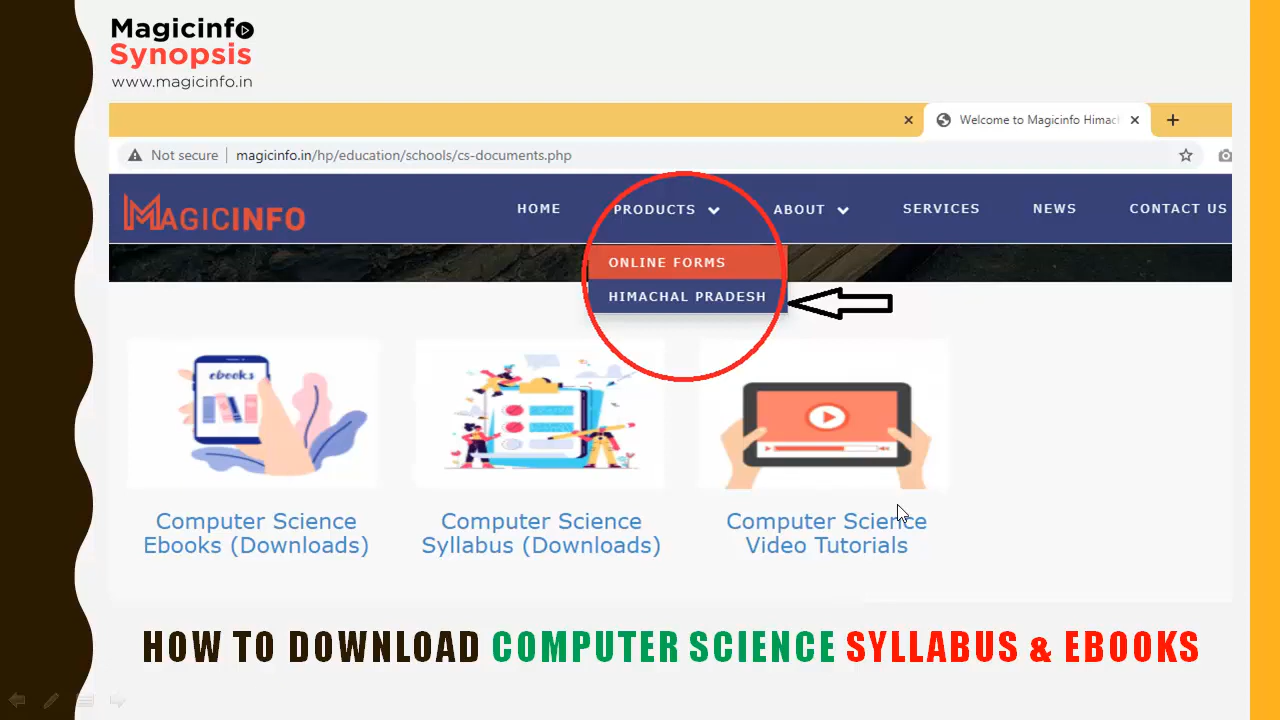 Magicinfo
Synopsis
www.magicinfo.in
Welcome to Magicinfo Himac
Not secure | magicinfo.in/hp/education/schools/cs-documents.php
MAGICINFO
HOME PRODUCTS ABOUT SERVICES NEWS CONTACT US
ONLINE FORMS
HIMACHAL PRADESH
ebooks
Computer Science
Ebooks (Downloads)
Computer Science
Syllabus (Downloads)
Computer Science
Video Tutorials
HOW TO DOWNLOAD COMPUTER SCIENCE SYLLABUS & EBOOKS